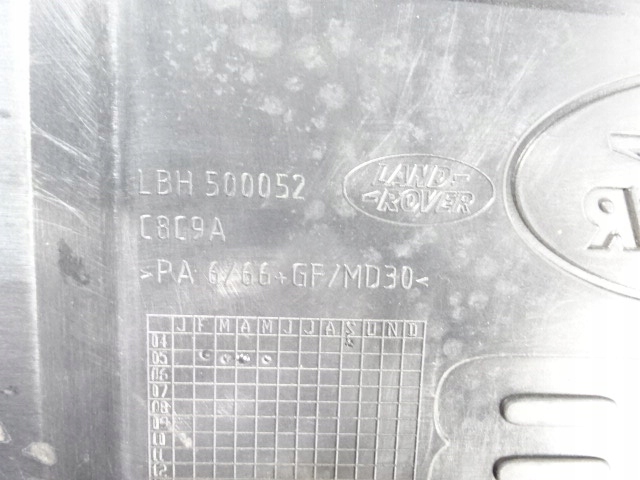 LBH 500052
LAND-
-ROVER
C8C9A
>PA 6/66+GF/MD30<
J F M A M J J A S O N D
04
05
06
07
08
09
10
11
12